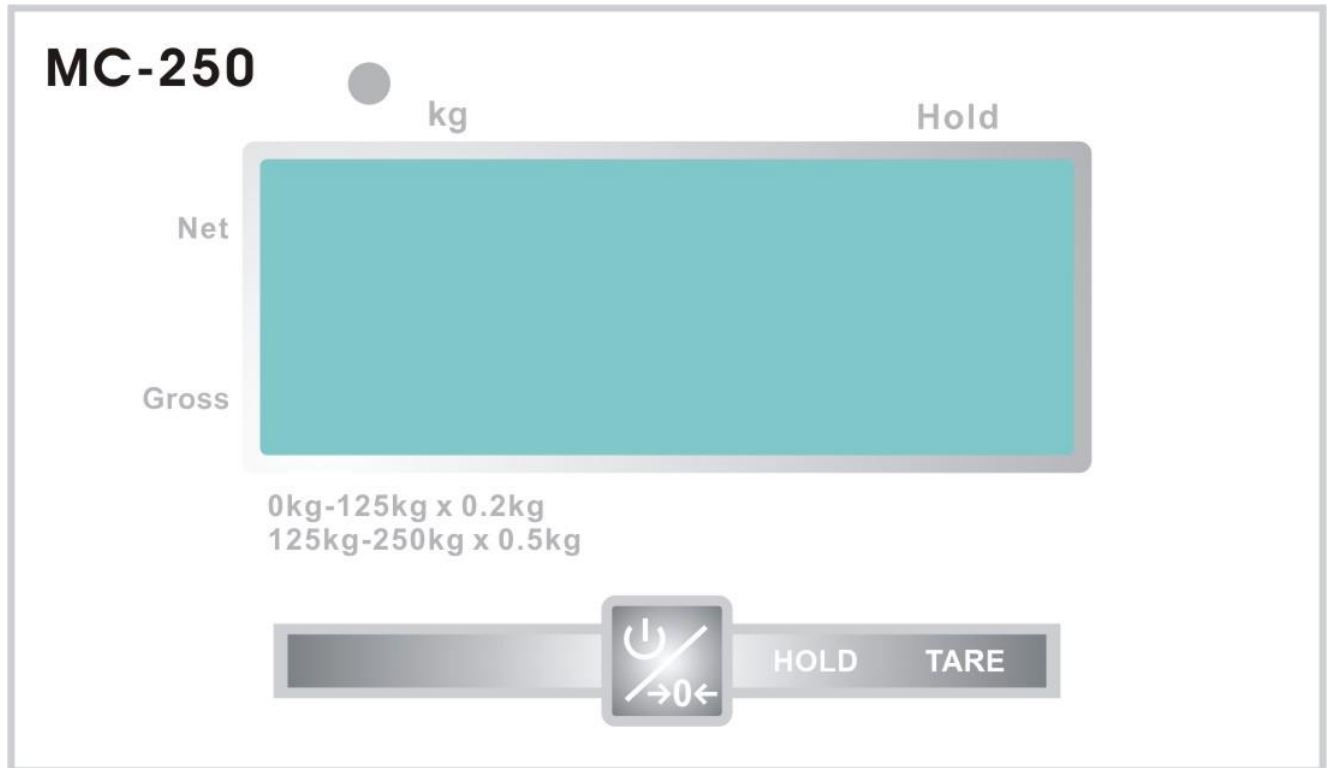 MC-250
kg
Hold
Net
Gross
0kg-125kg x 0.2kg
125kg-250kg x 0.5kg
→0←
HOLD
TARE